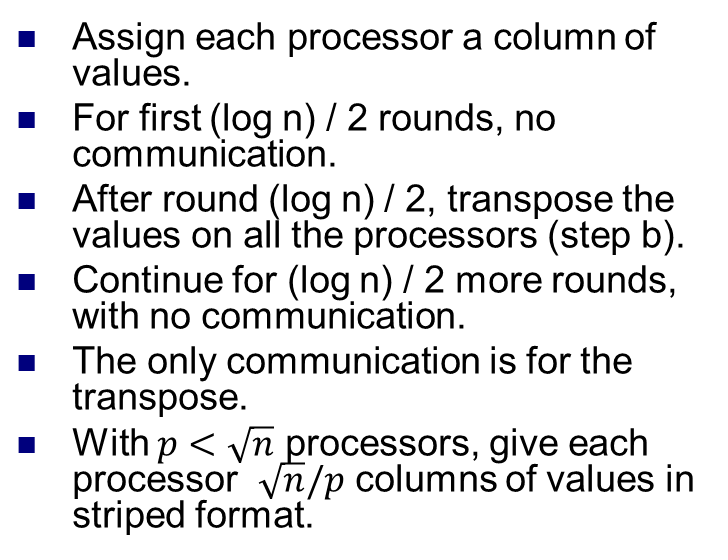 ■ Assign each processor a column of
values.
■ For first (log n) / 2 rounds, no
communication.
■ After round (log n) / 2, transpose the
values on all the processors (step b).
■ Continue for (log n) / 2 more rounds,
with no communication.
■ The only communication is for the
transpose.
■ With 𝑝 < √𝑛 processors, give each
processor √𝑛/𝑝 columns of values in
striped format.